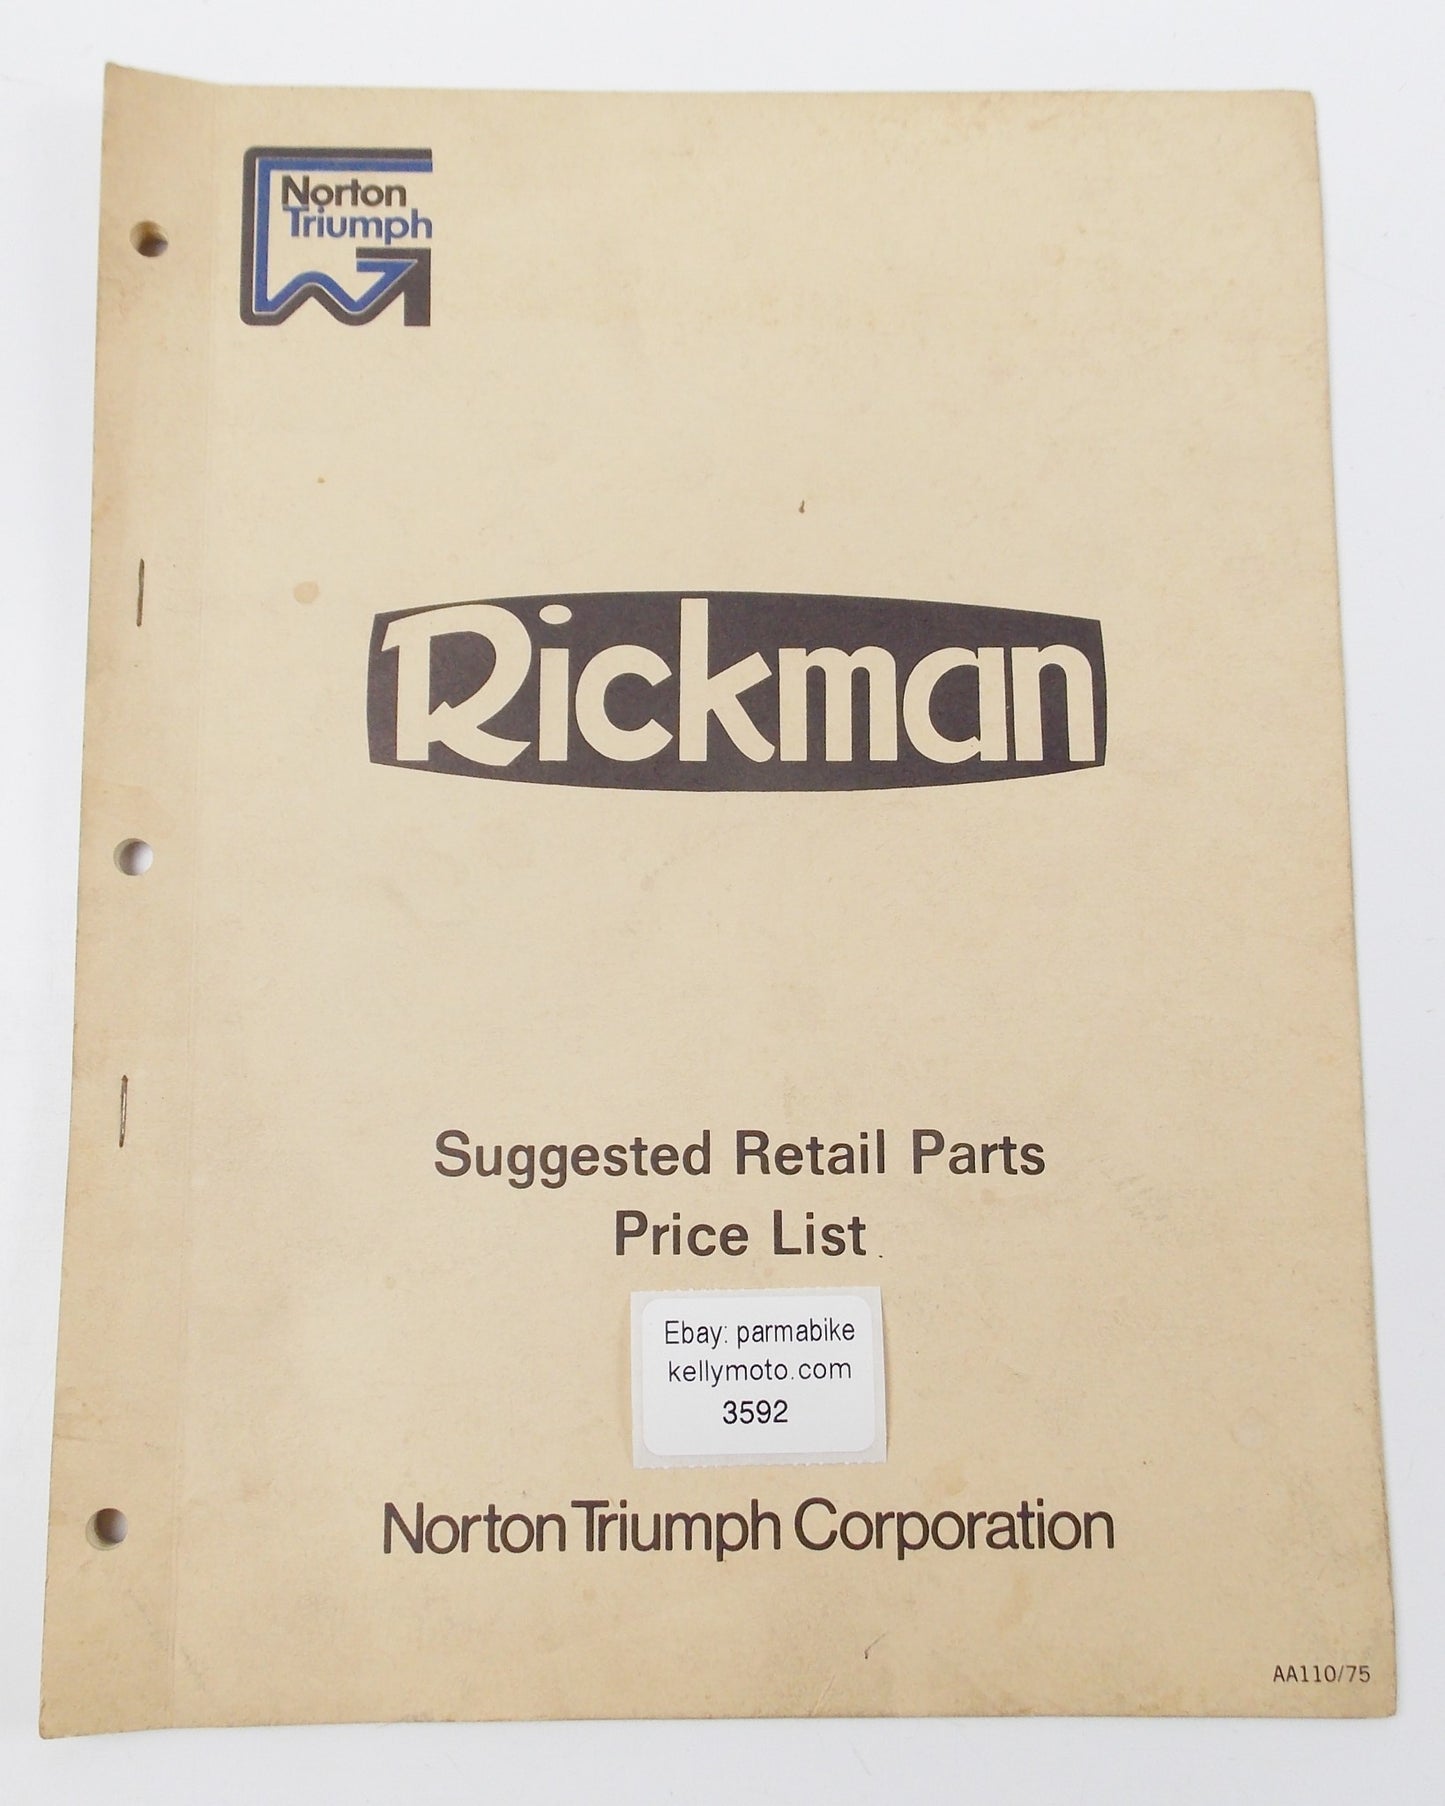 Norton
Triumph
Rickman
Suggested Retail Parts
Price List
Ebay: parmabike
kellymoto.com
3592
Norton Triumph Corporation
AA110/75